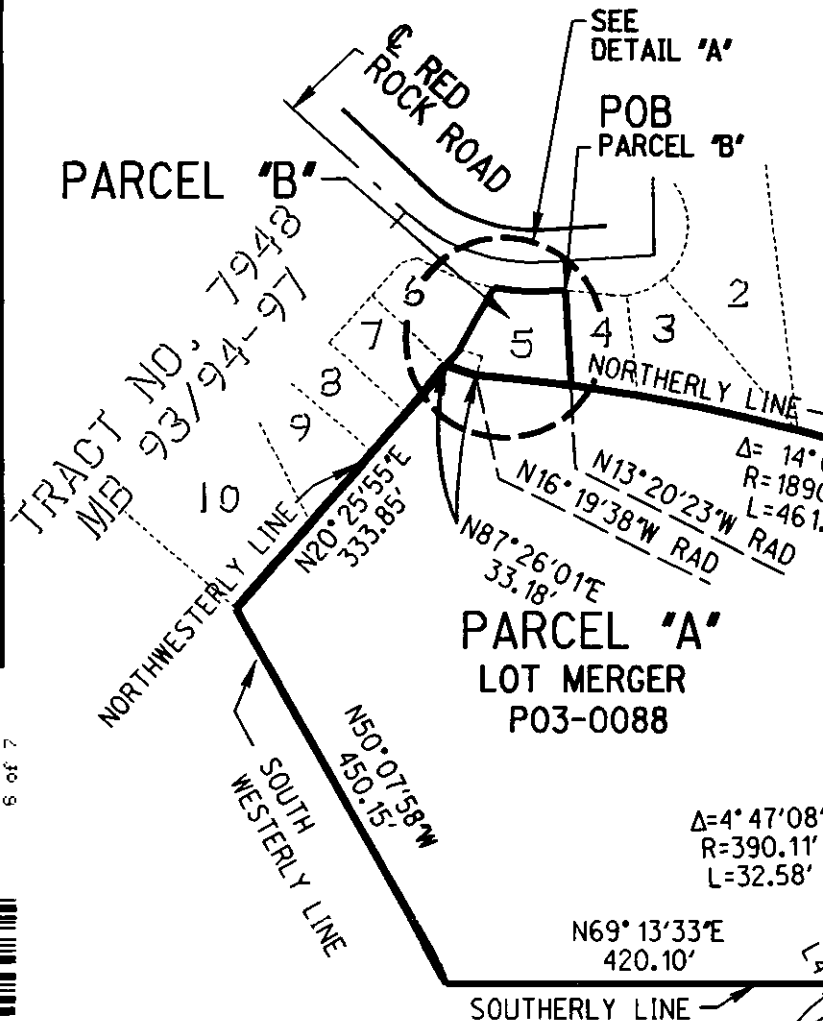 SEE
DETAIL "A"
℄ RED
ROCK ROAD
POB
PARCEL "B"
PARCEL "B"
TRACT NO. 7948
MB 93/94-97
6
7
8
9
10
5
4
3
2
NORTHERLY LINE
Δ= 14°
R=1890
L=461.
N13°20'23"W RAD
N16°19'38"W RAD
N87°26'01"E
33.18'
N20°25'55"E
333.85'
NORTHWESTERLY LINE
PARCEL "A"
LOT MERGER
P03-0088
N50°07'58"W
450.15'
SOUTH
WESTERLY LINE
Δ=4°47'08"
R=390.11'
L=32.58'
N69°13'33"E
420.10'
SOUTHERLY LINE
6 of 7